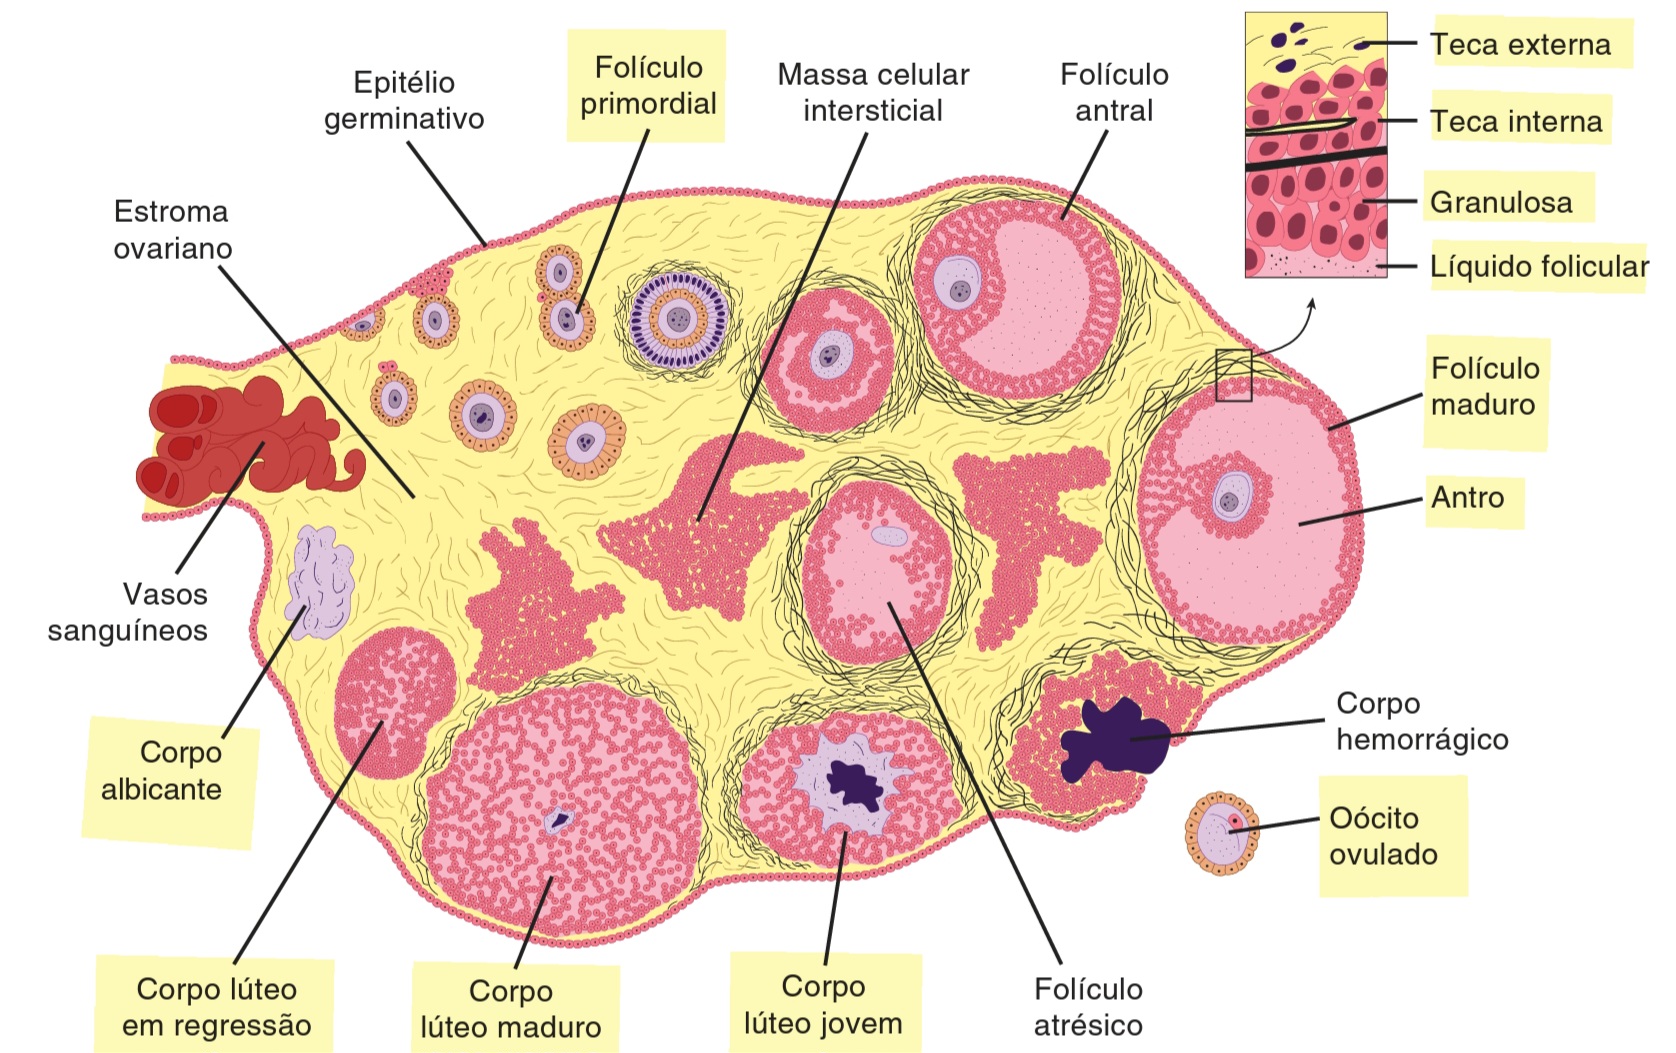 Epitélio
germinativo
Folículo
primordial
Massa celular
intersticial
Folículo
antral
Teca externa
Teca interna
Granulosa
Líquido folicular
Estroma
ovariano
Folículo
maduro
Antro
Vasos
sanguíneos
Corpo
albicante
Corpo
hemorrágico
Oócito
ovulado
Corpo lúteo
em regressão
Corpo
lúteo maduro
Corpo
lúteo jovem
Folículo
atrésico